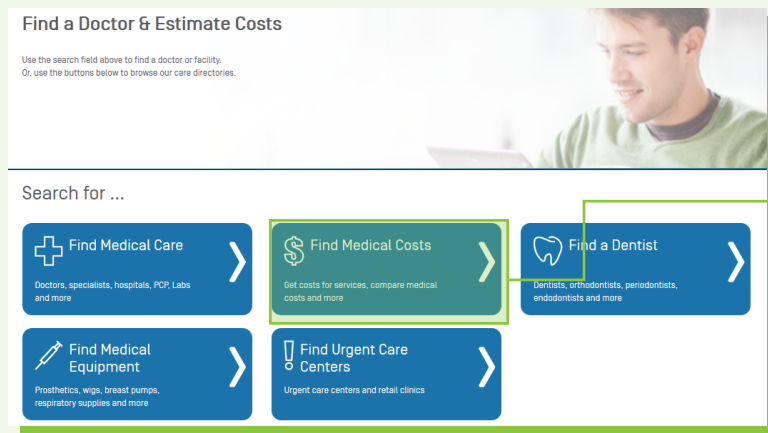 Find a Doctor & Estimate Costs
Use the search field above to find a doctor or facility.
Or, use the buttons below to browse our care directories.
Search for ...
Find Medical Care
Doctors, specialists, hospitals, PCP, Labs
and more
Find Medical Costs
Get costs for services, compare medical
costs and more
Find a Dentist
Dentists, orthodontists, periodontists,
endodontists and more
Find Medical
Equipment
Prosthetics, wigs, breast pumps,
respiratory supplies and more
Find Urgent Care
Centers
Urgent care centers and retail clinics